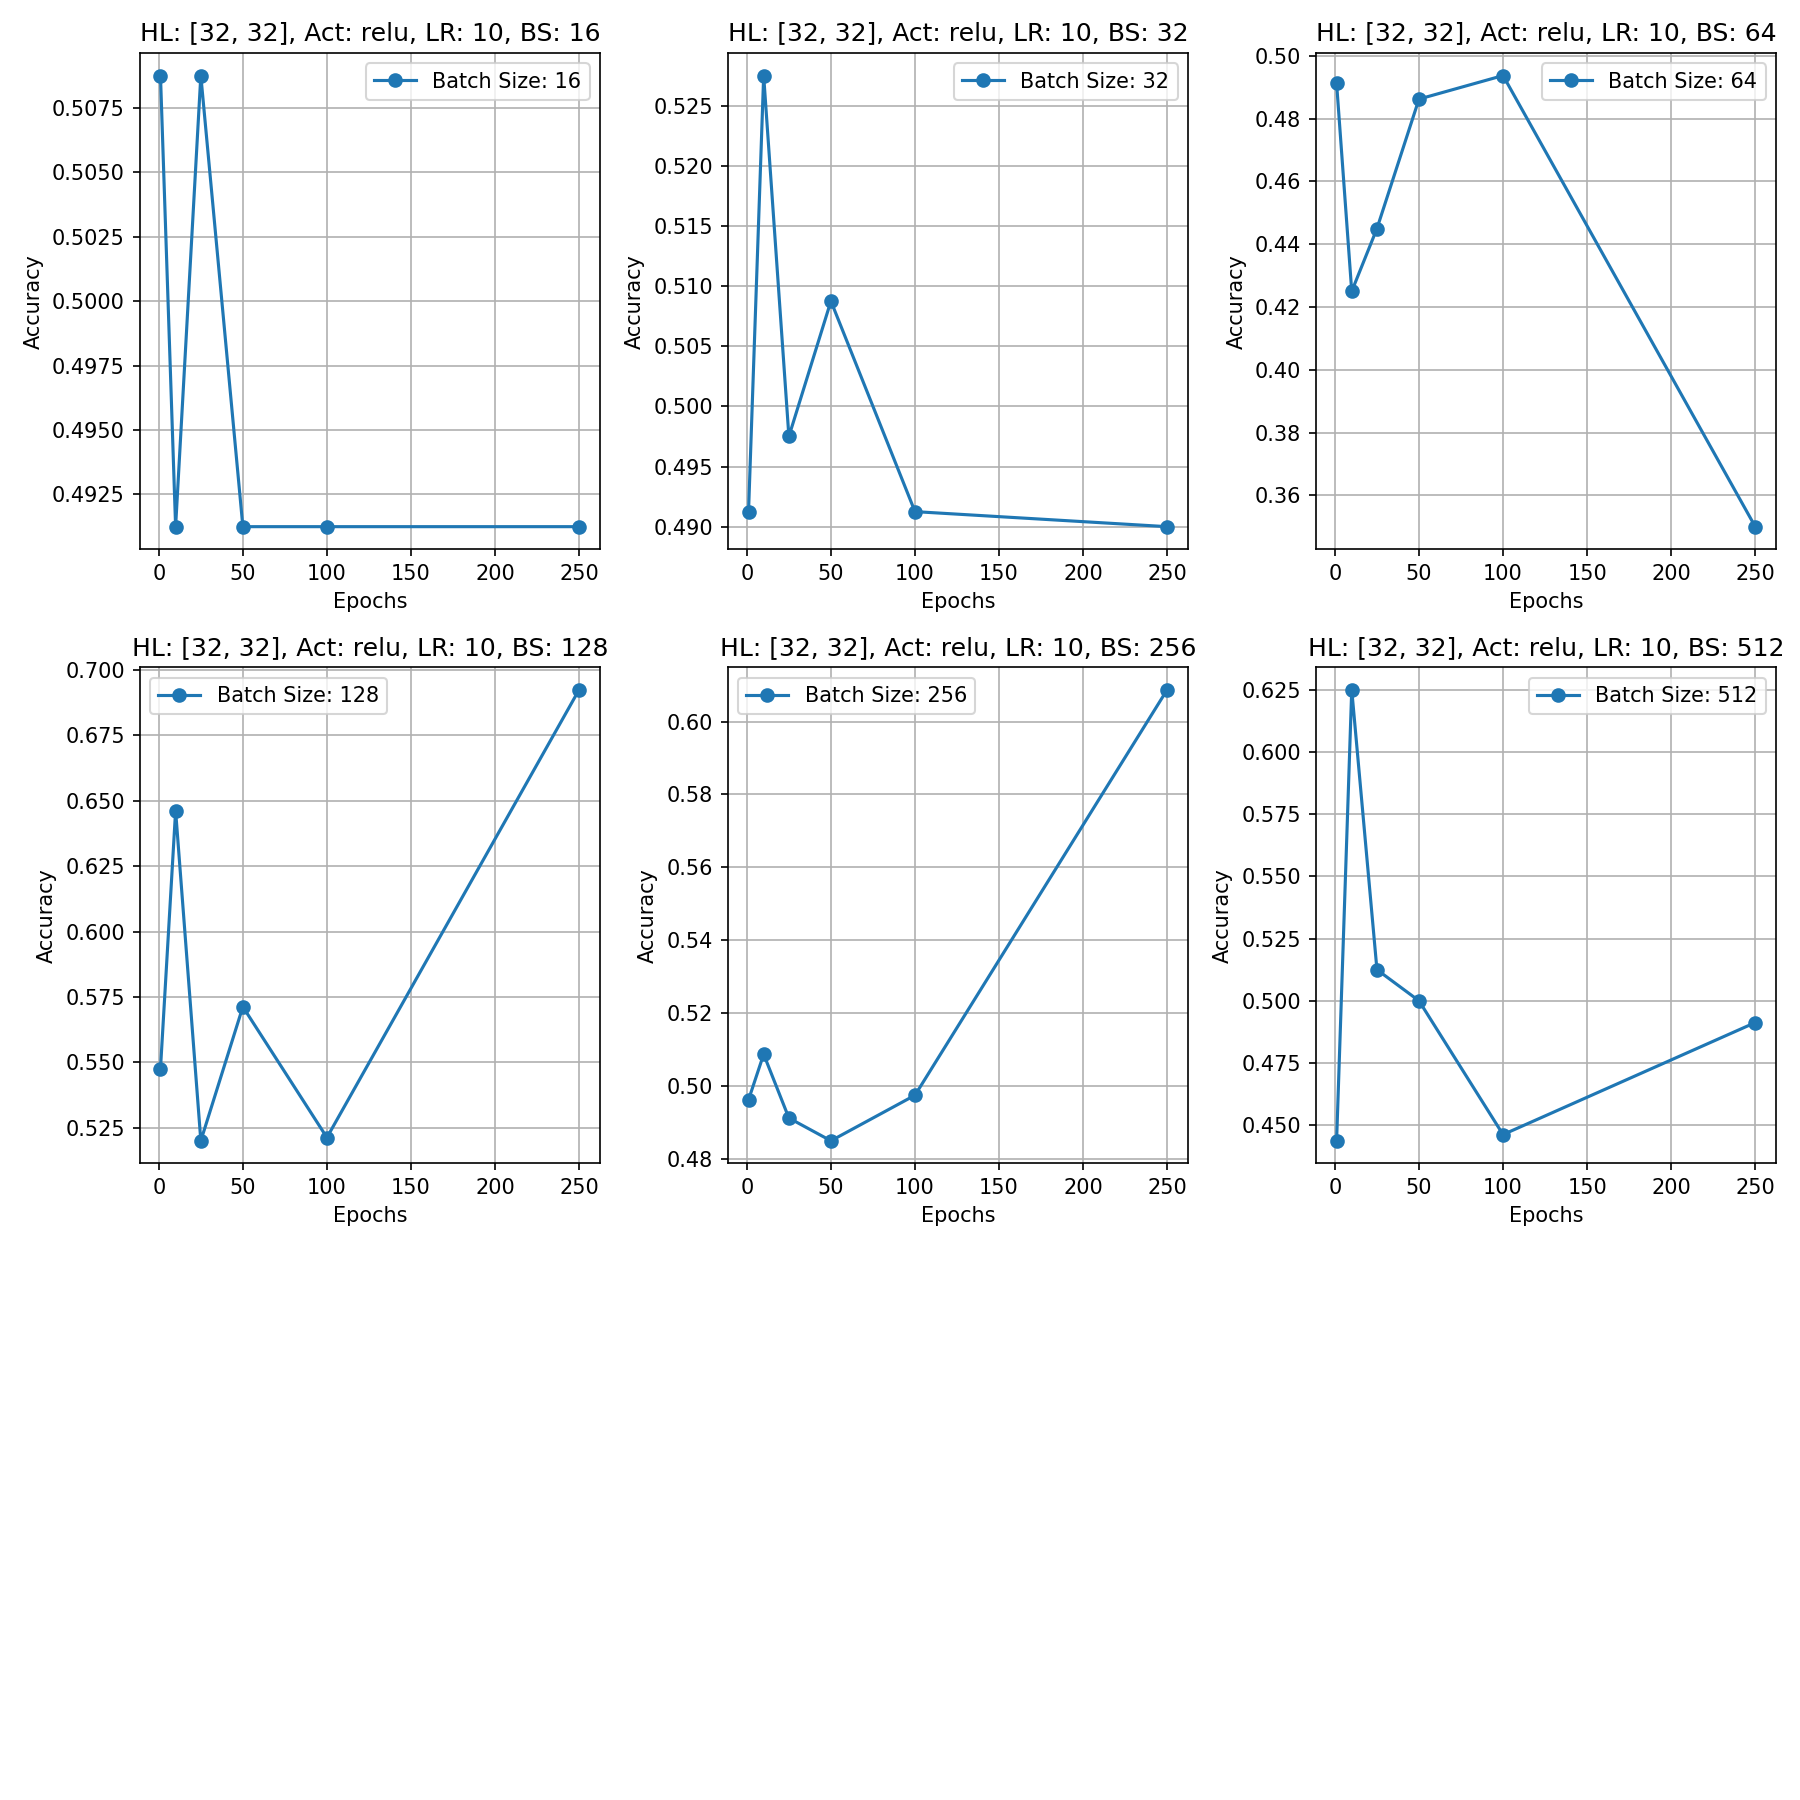 HL: [32, 32], Act: relu, LR: 10, BS: 16
Batch Size: 16
Accuracy
0.5075
0.5050
0.5025
0.5000
0.4975
0.4950
0.4925
0 50 100 150 200 250
Epochs
HL: [32, 32], Act: relu, LR: 10, BS: 32
Batch Size: 32
Accuracy
0.525
0.520
0.515
0.510
0.505
0.500
0.495
0.490
0 50 100 150 200 250
Epochs
HL: [32, 32], Act: relu, LR: 10, BS: 64
Batch Size: 64
Accuracy
0.50
0.48
0.46
0.44
0.42
0.40
0.38
0.36
0 50 100 150 200 250
Epochs
HL: [32, 32], Act: relu, LR: 10, BS: 128
Batch Size: 128
Accuracy
0.700
0.675
0.650
0.625
0.600
0.575
0.550
0.525
0 50 100 150 200 250
Epochs
HL: [32, 32], Act: relu, LR: 10, BS: 256
Batch Size: 256
Accuracy
0.60
0.58
0.56
0.54
0.52
0.50
0.48
0 50 100 150 200 250
Epochs
HL: [32, 32], Act: relu, LR: 10, BS: 512
Batch Size: 512
Accuracy
0.625
0.600
0.575
0.550
0.525
0.500
0.475
0.450
0 50 100 150 200 250
Epochs